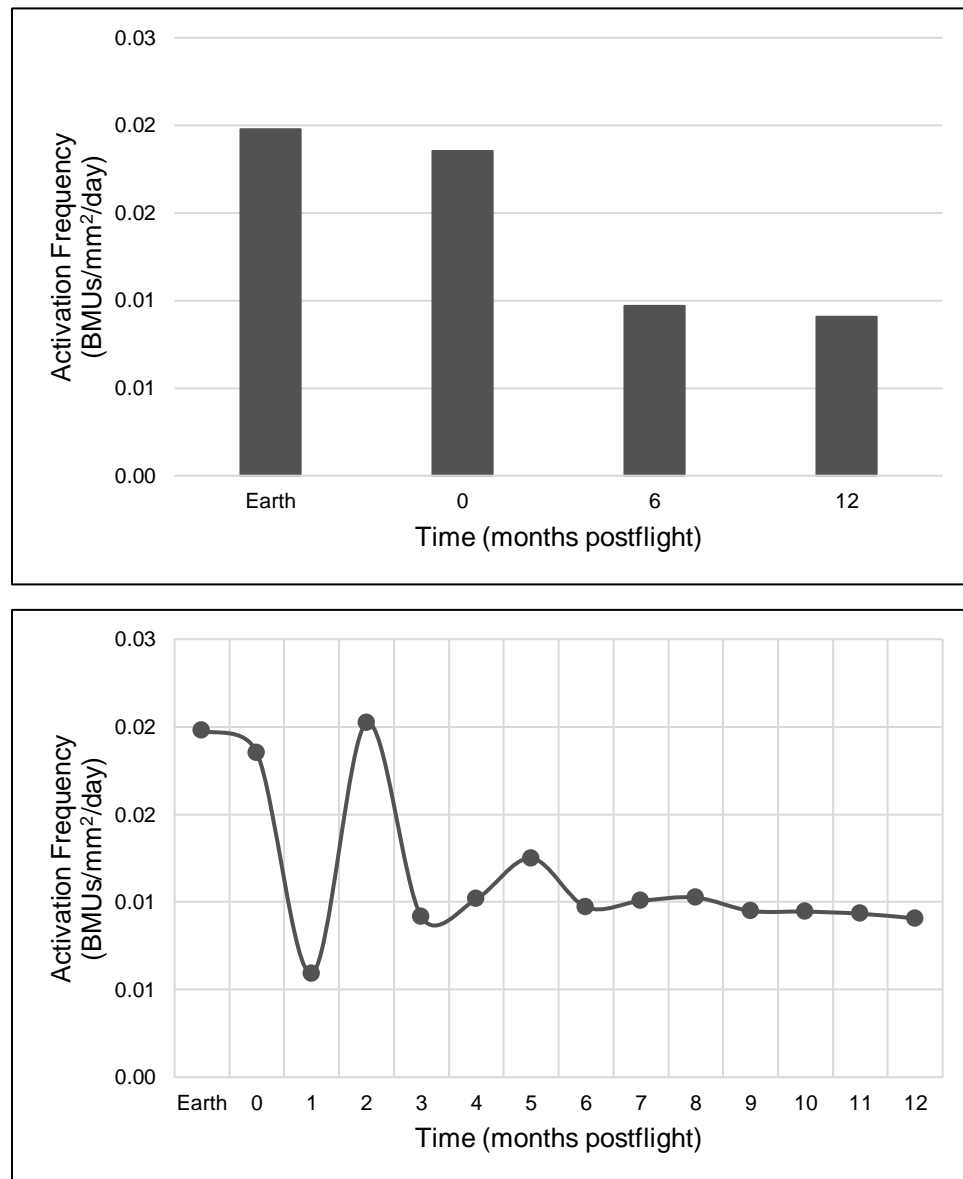 0.03
0.02
0.02
0.01
0.01
0.00
Activation Frequency
(BMUs/mm²/day)
Earth 0 6 12
Time (months postflight)
0.03
0.02
0.02
0.01
0.01
0.00
Activation Frequency
(BMUs/mm²/day)
Earth 0 1 2 3 4 5 6 7 8 9 10 11 12
Time (months postflight)